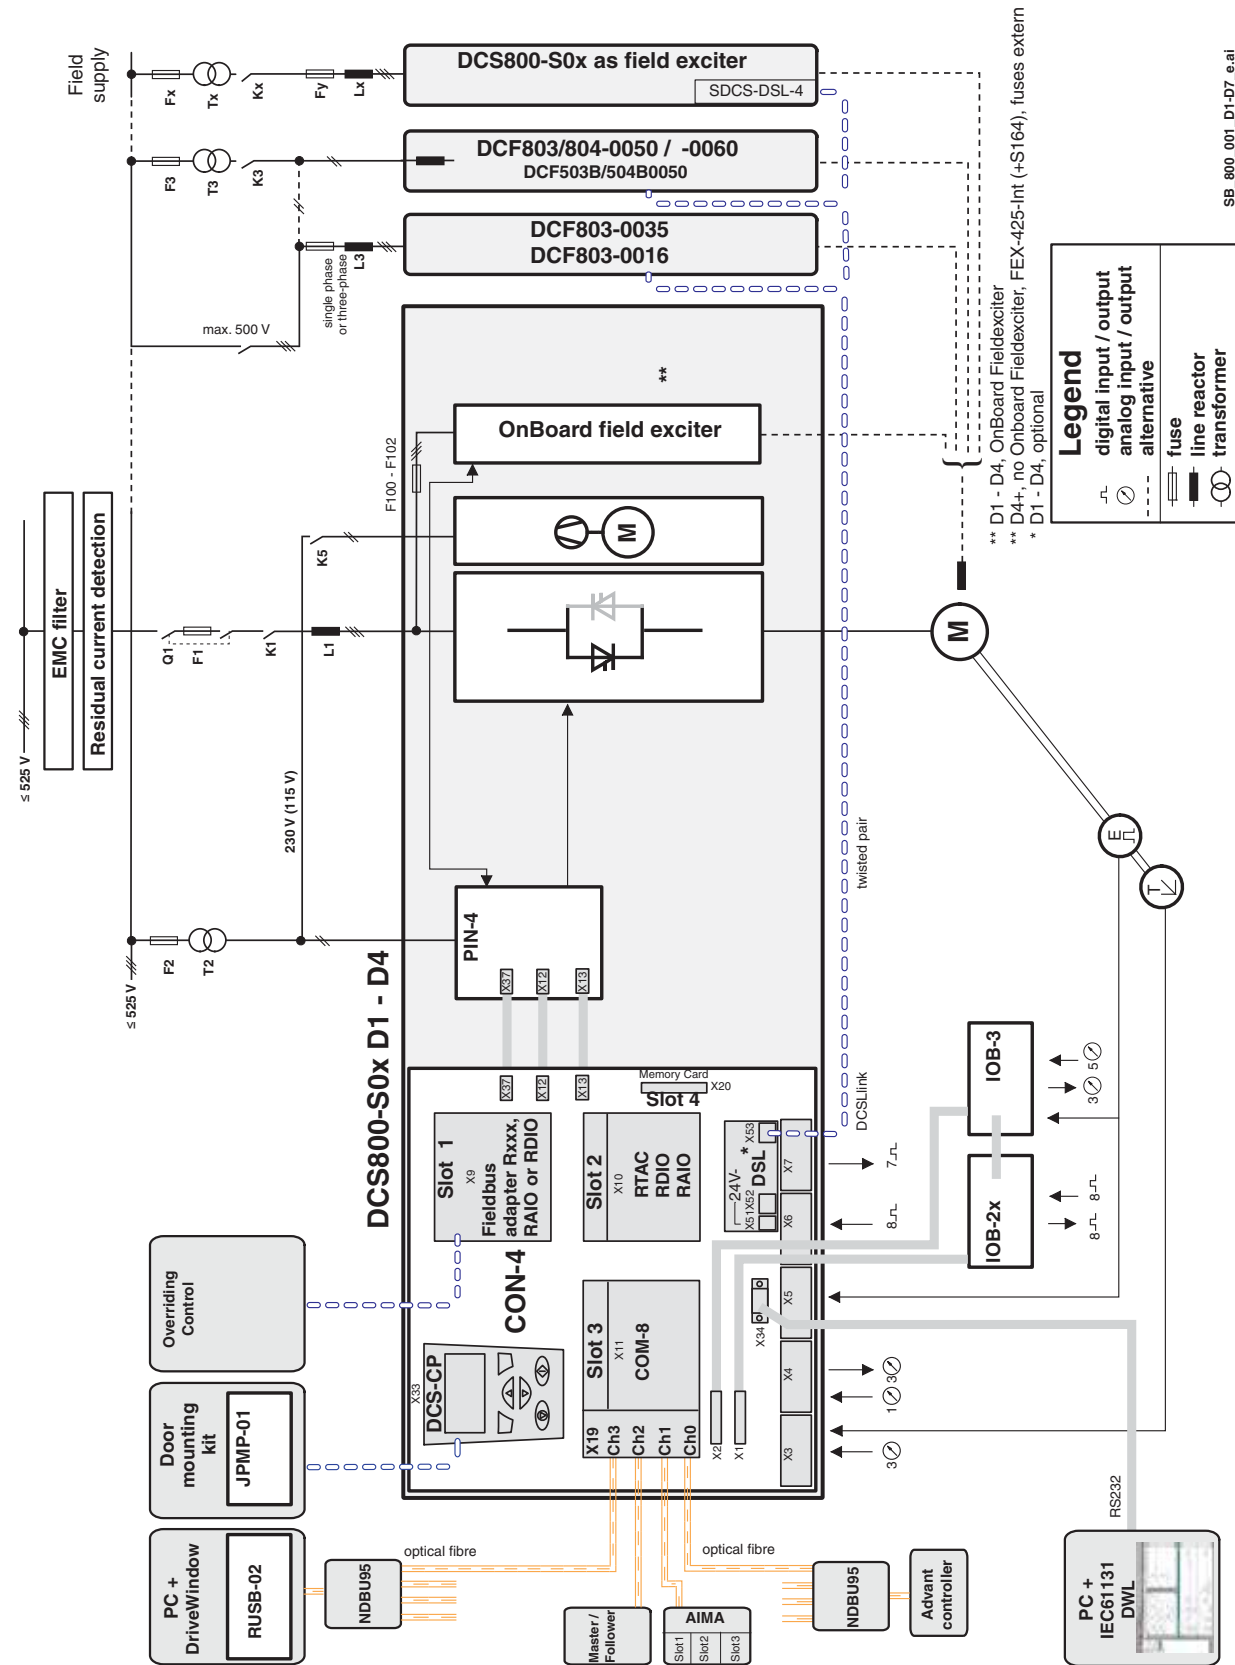 Field
supply
Fx
Tx
Kx
Fy
Lx
DCS800-S0x as field exciter
SDCS-DSL-4
F3
T3
K3
DCF803/804-0050 / -0060
DCF503B/504B0050
single phase
or three-phase
L3
DCF803-0035
DCF803-0016
max. 500 V
≤ 525 V
EMC filter
Residual current detection
Q1
F1
K1
L1
K5
F100 - F102
230 V (115 V)
≤ 525 V
F2
T2
OnBoard field exciter
**
M
PIN-4
X37
X12
X13
DCS800-S0x D1 - D4
X37
X12
X13
Memory Card
X20
Slot 4
Slot 1
X9
Fieldbus
adapter Rxxx,
RAIO or RDIO
Slot 2
X10
RTAC
RDIO
RAIO
CON-4
Slot 3
X11
COM-8
X19
Ch3
Ch2
Ch1
Ch0
X33
DCS-CP
24V-
X51
X52
X53
DSL
*
X2
X1
X34
X3
X4
X5
X6
X7
Overriding
Control
Door
mounting
kit
JPMP-01
PC +
DriveWindow
RUSB-02
NDBU95
optical fibre
Master /
Follower
AIMA
Slot1
Slot2
Slot3
optical fibre
NDBU95
Advant
controller
PC +
IEC61131
DWL
RS232
3
1
3
8
7
DCSLlink
twisted pair
IOB-2x
8
8
IOB-3
3
5
M
E
T
** D1 - D4, OnBoard Fieldexciter
** D4+, no Onboard Fieldexciter, FEX-425-Int (+S164), fuses extern
* D1 - D4, optional
Legend
digital input / output
analog input / output
alternative
fuse
line reactor
transformer
SB_800_001_D1-D7_e.ai